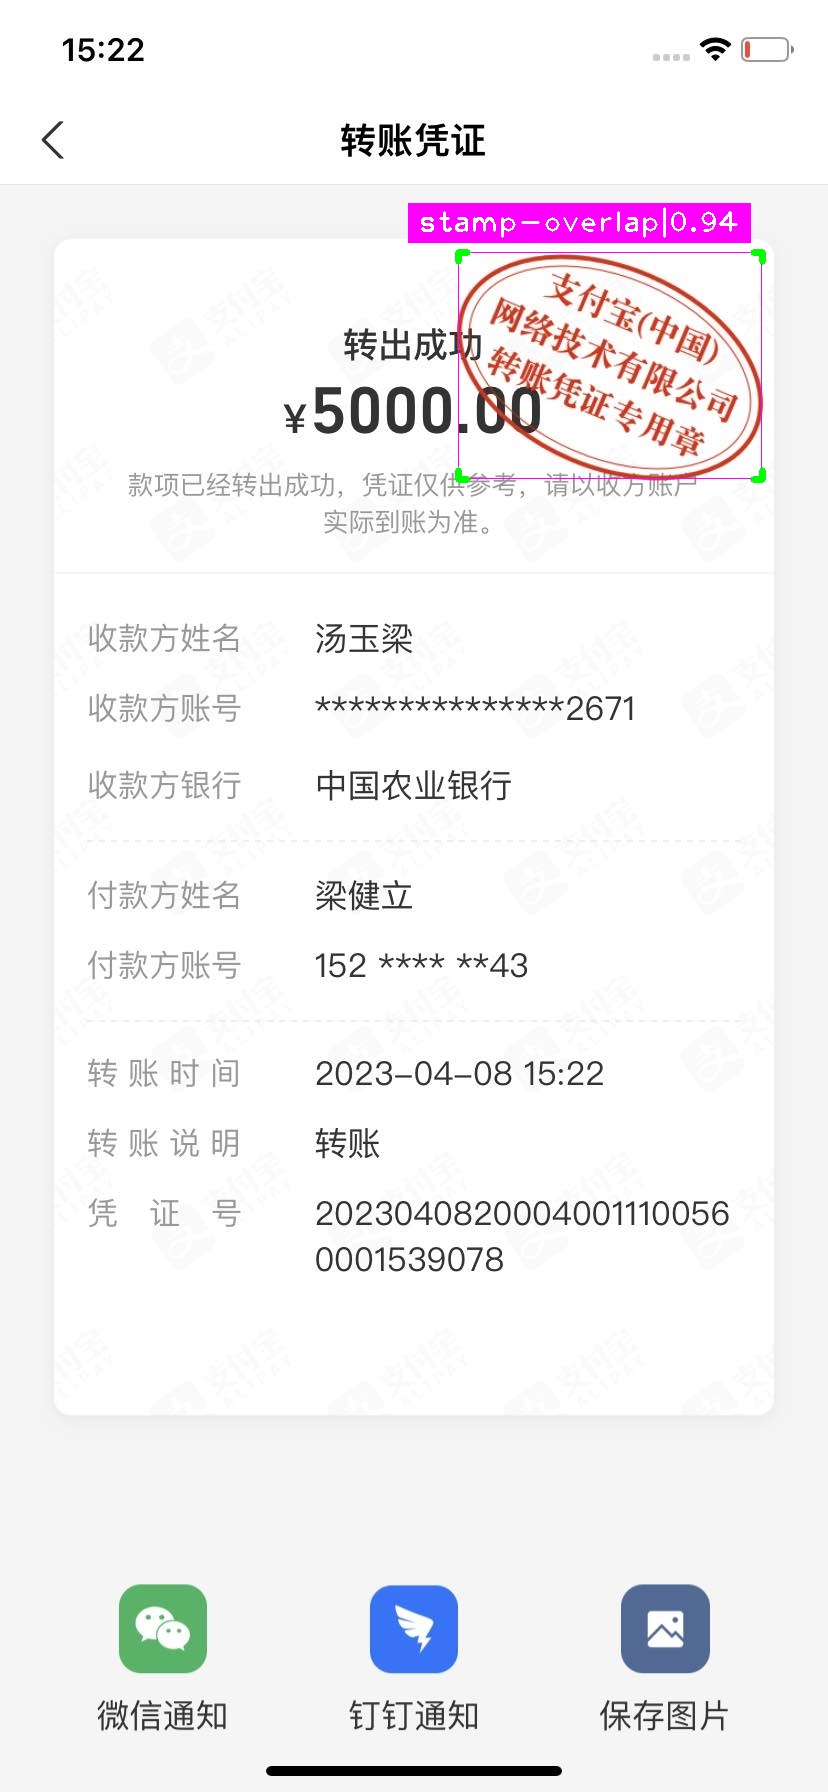 15:22
转账凭证
stamp-overlap|0.94
支付宝(中国)
网络技术有限公司
转账凭证专用章
转出成功
¥5000.00
款项已经转出成功，凭证仅供参考，请以收方账户
实际到账为准。
收款方姓名 汤玉梁
收款方账号 ***************2671
收款方银行 中国农业银行
付款方姓名 梁健立
付款方账号 152 **** **43
转账时间 2023-04-08 15:22
转账说明 转账
凭证号 2023040820004001110056
0001539078
微信通知 钉钉通知 保存图片
支付宝
ALIPAY